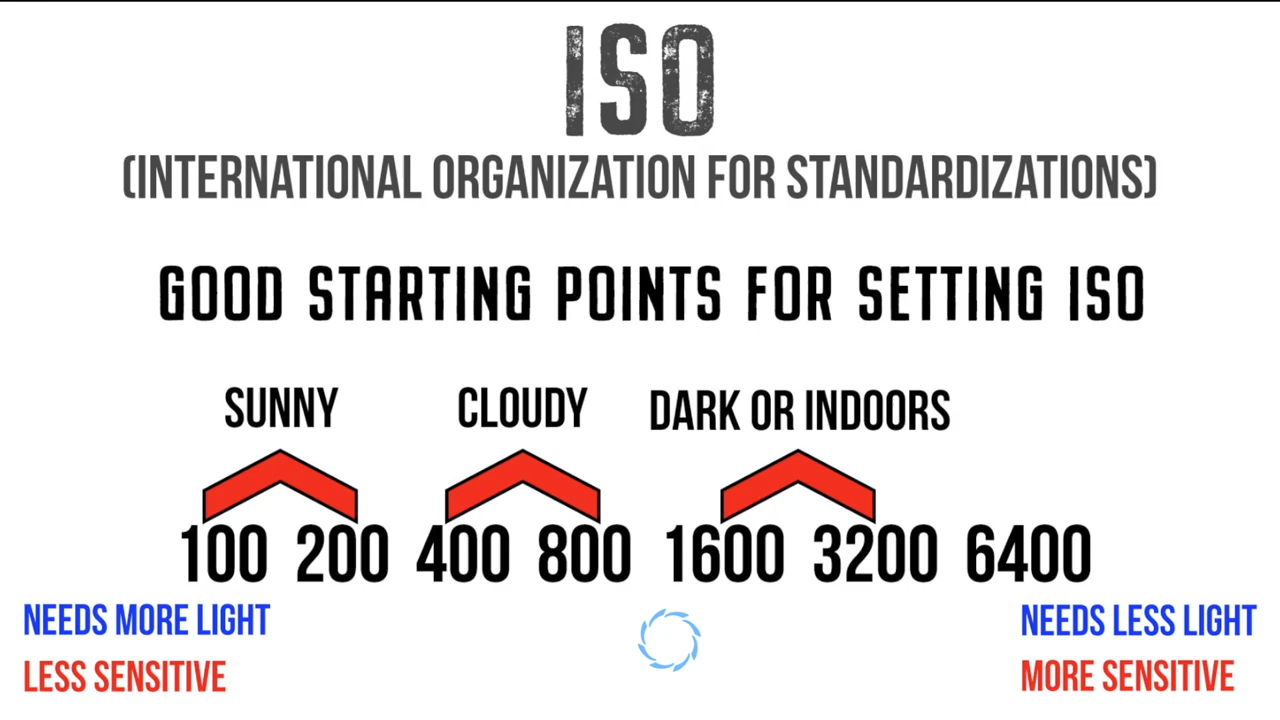 ISO
(INTERNATIONAL ORGANIZATION FOR STANDARDIZATIONS)
GOOD STARTING POINTS FOR SETTING ISO
SUNNY CLOUDY DARK OR INDOORS
100 200 400 800 1600 3200 6400
NEEDS MORE LIGHT NEEDS LESS LIGHT
LESS SENSITIVE MORE SENSITIVE